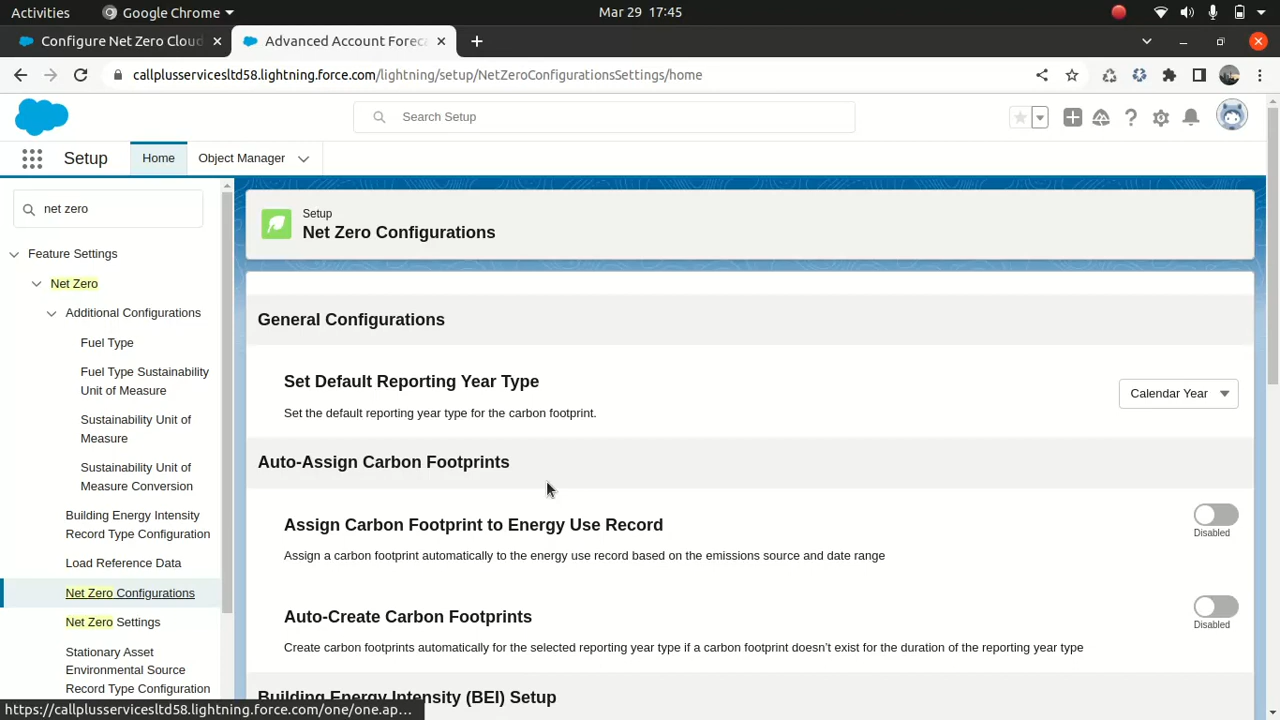 Activities
Google Chrome
Mar 29 17:45
Configure Net Zero Cloud
Advanced Account Foreca
callplusservicesltd58.lightning.force.com/lightning/setup/NetZeroConfigurationsSettings/home
Search Setup
Setup
Home
Object Manager
net zero
Feature Settings
Net Zero
Additional Configurations
Fuel Type
Fuel Type Sustainability
Unit of Measure
Sustainability Unit of
Measure
Sustainability Unit of
Measure Conversion
Building Energy Intensity
Record Type Configuration
Load Reference Data
Net Zero Configurations
Net Zero Settings
Stationary Asset
Environmental Source
Record Type Configuration
Setup
Net Zero Configurations
General Configurations
Set Default Reporting Year Type
Set the default reporting year type for the carbon footprint.
Calendar Year
Auto-Assign Carbon Footprints
Assign Carbon Footprint to Energy Use Record
Assign a carbon footprint automatically to the energy use record based on the emissions source and date range
Disabled
Auto-Create Carbon Footprints
Create carbon footprints automatically for the selected reporting year type if a carbon footprint doesn't exist for the duration of the reporting year type
Disabled
Building Energy Intensity (BEI) Setup
https://callplusservicesltd58.lightning.force.com/one/one.ap...